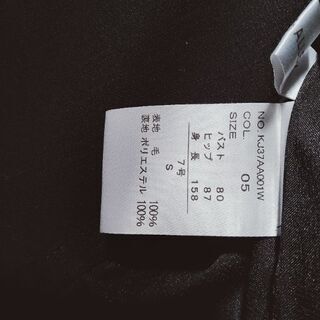 NO. KJ37AA001W
COL. 05
SIZE
バスト 80
ヒップ 87
身長 158
7号
S
表地 毛 100%
裏地 ポリエステル 100%